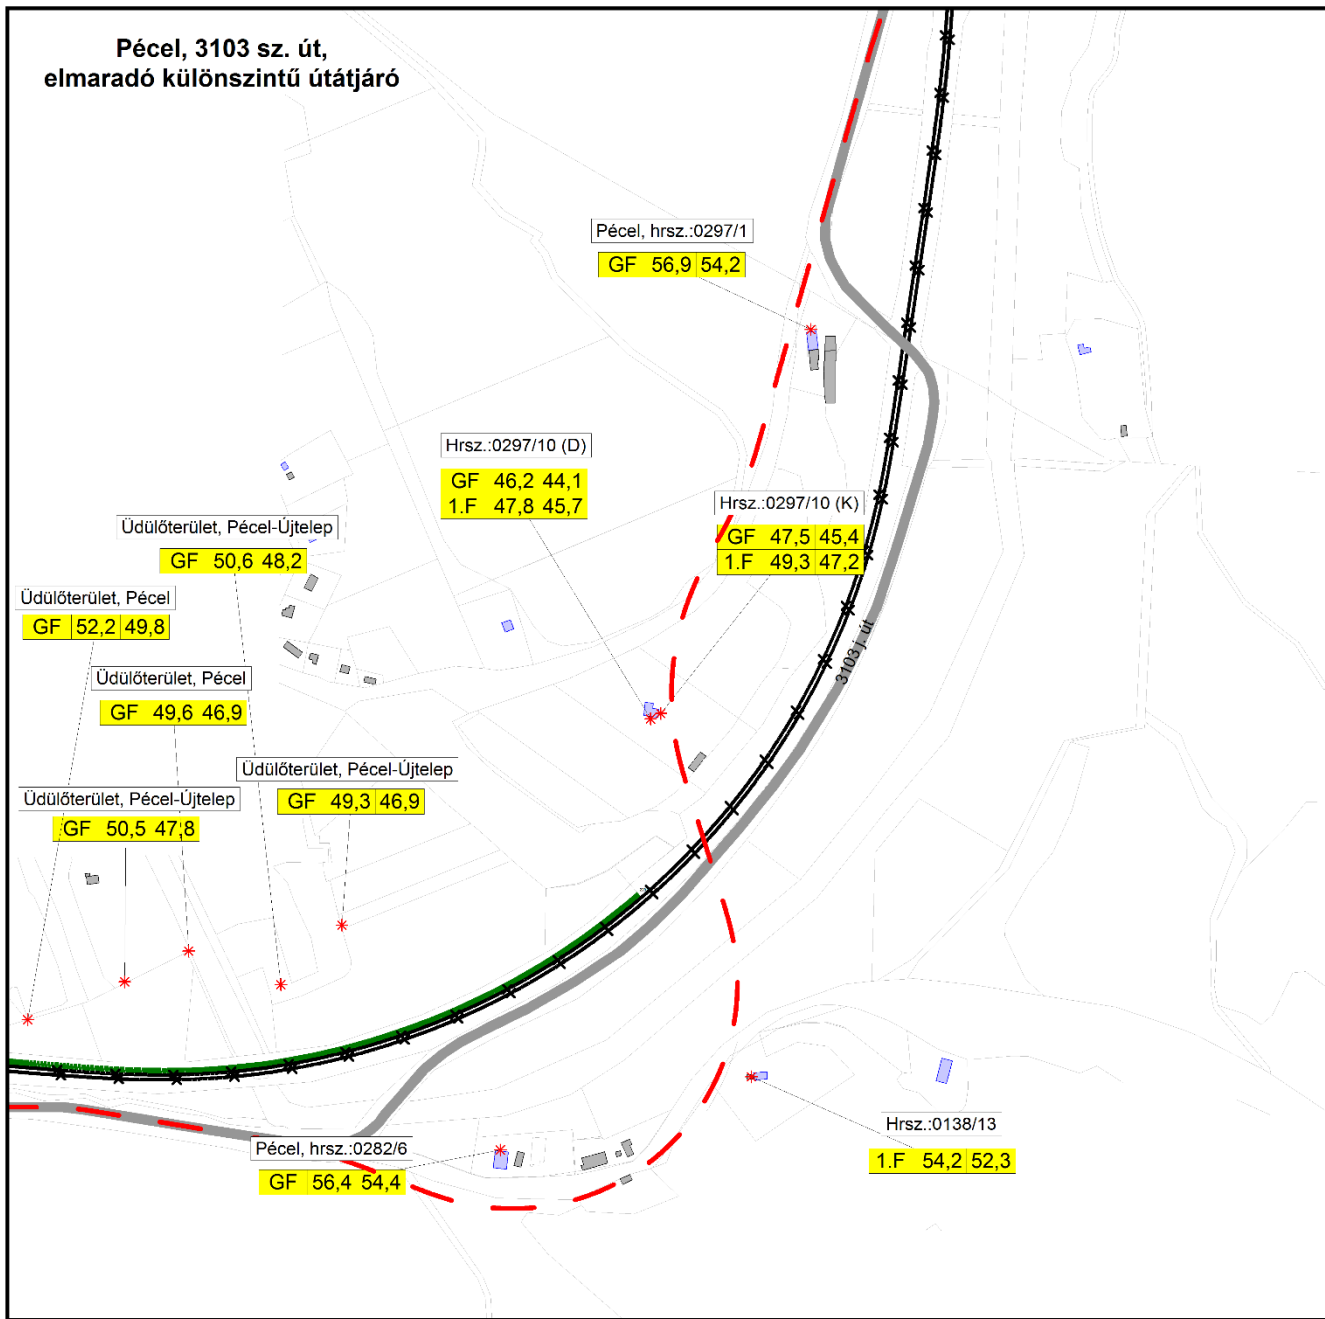 Pécel, 3103 sz. út,
elmaradó különszintű útátjáró
Pécel, hrsz.:0297/1
GF 56,9 54,2
Hrsz.:0297/10 (D)
GF 46,2 44,1
1.F 47,8 45,7
Hrsz.:0297/10 (K)
GF 47,5 45,4
1.F 49,3 47,2
Üdülőterület, Pécel-Újtelep
GF 50,6 48,2
Üdülőterület, Pécel
GF 52,2 49,8
Üdülőterület, Pécel
GF 49,6 46,9
Üdülőterület, Pécel-Újtelep
GF 49,3 46,9
Üdülőterület, Pécel-Újtelep
GF 50,5 47,8
3103 j. út
Hrsz.:0138/13
1.F 54,2 52,3
Pécel, hrsz.:0282/6
GF 56,4 54,4